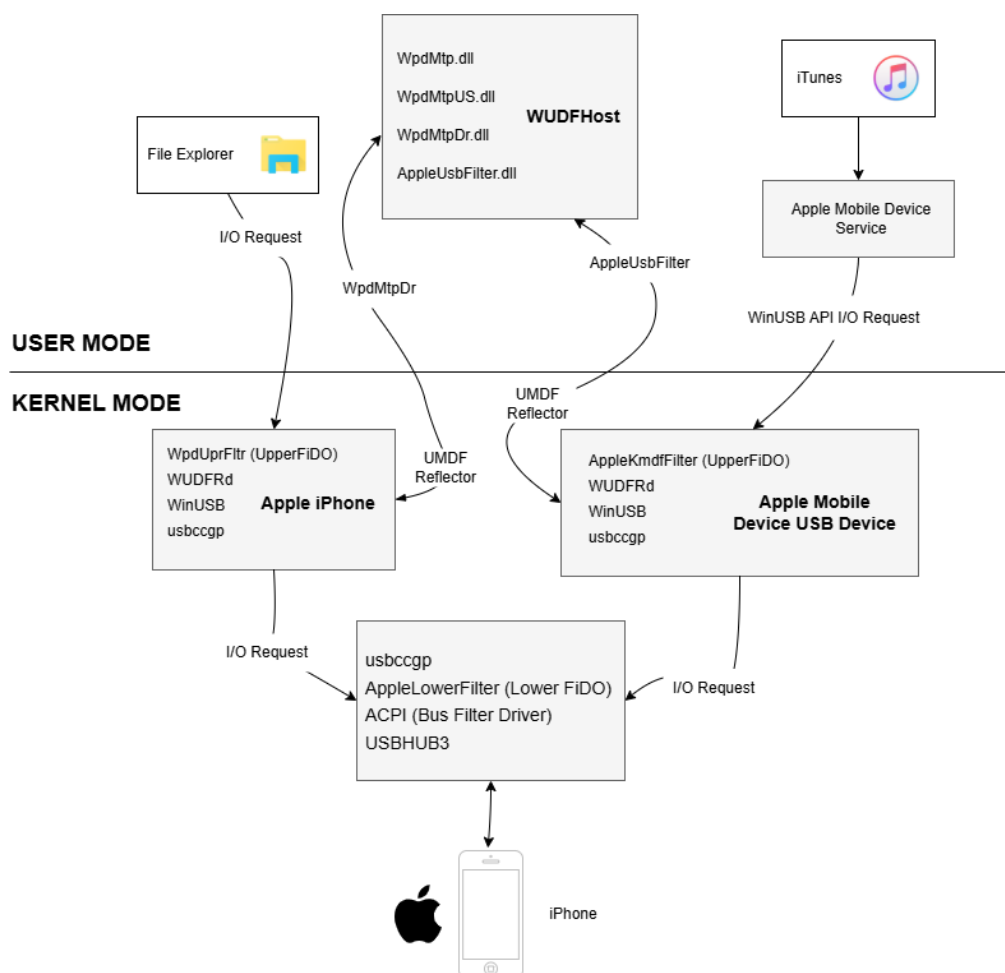 WpdMtp.dll
WpdMtpUS.dll
WUDFHost
WpdMtpDr.dll
AppleUsbFilter.dll
iTunes
File Explorer
Apple Mobile Device
Service
I/O Request
WpdMtpDr
AppleUsbFilter
WinUSB API I/O Request
USER MODE
KERNEL MODE
UMDF
Reflector
UMDF
Reflector
WpdUprFltr (UpperFiDO)
WUDFRd
WinUSB
usbccgp
Apple iPhone
AppleKmdfFilter (UpperFiDO)
WUDFRd
WinUSB
usbccgp
Apple Mobile
Device USB Device
I/O Request
I/O Request
usbccgp
AppleLowerFilter (Lower FiDO)
ACPI (Bus Filter Driver)
USBHUB3
iPhone